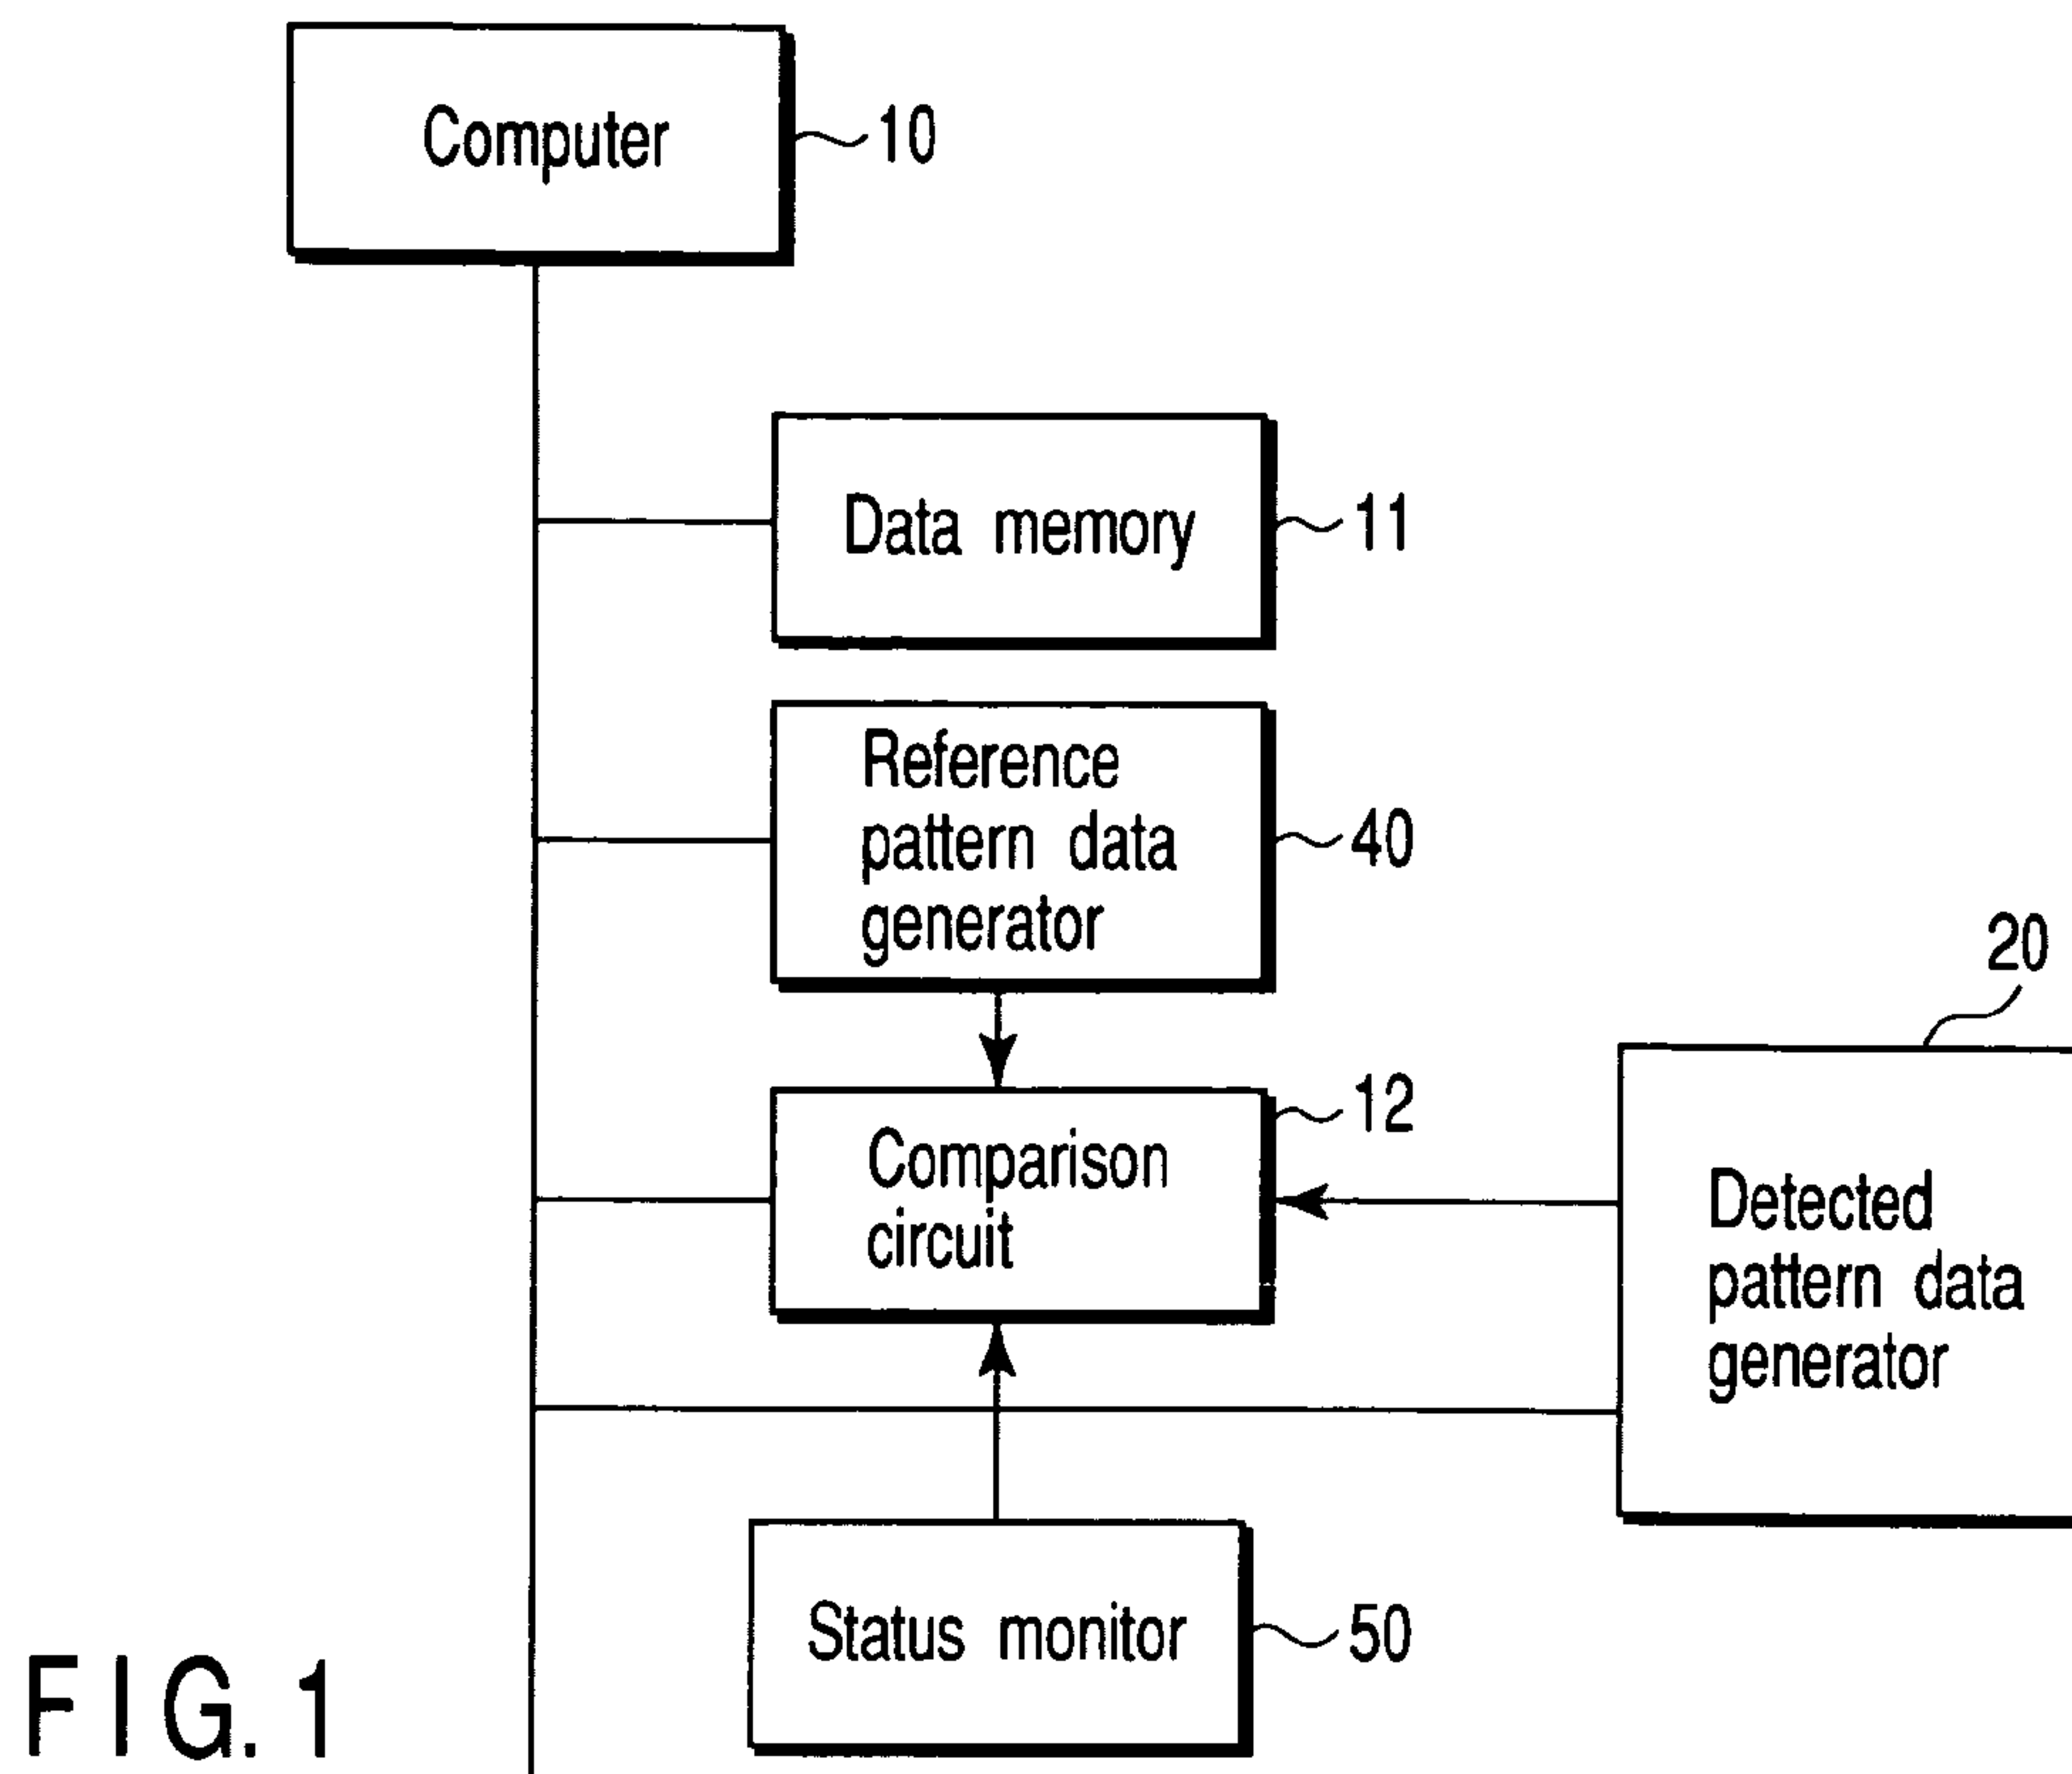 Computer
10
Data memory
11
Reference
pattern data
generator
40
20
Comparison
circuit
12
Detected
pattern data
generator
Status monitor
50
FIG. 1